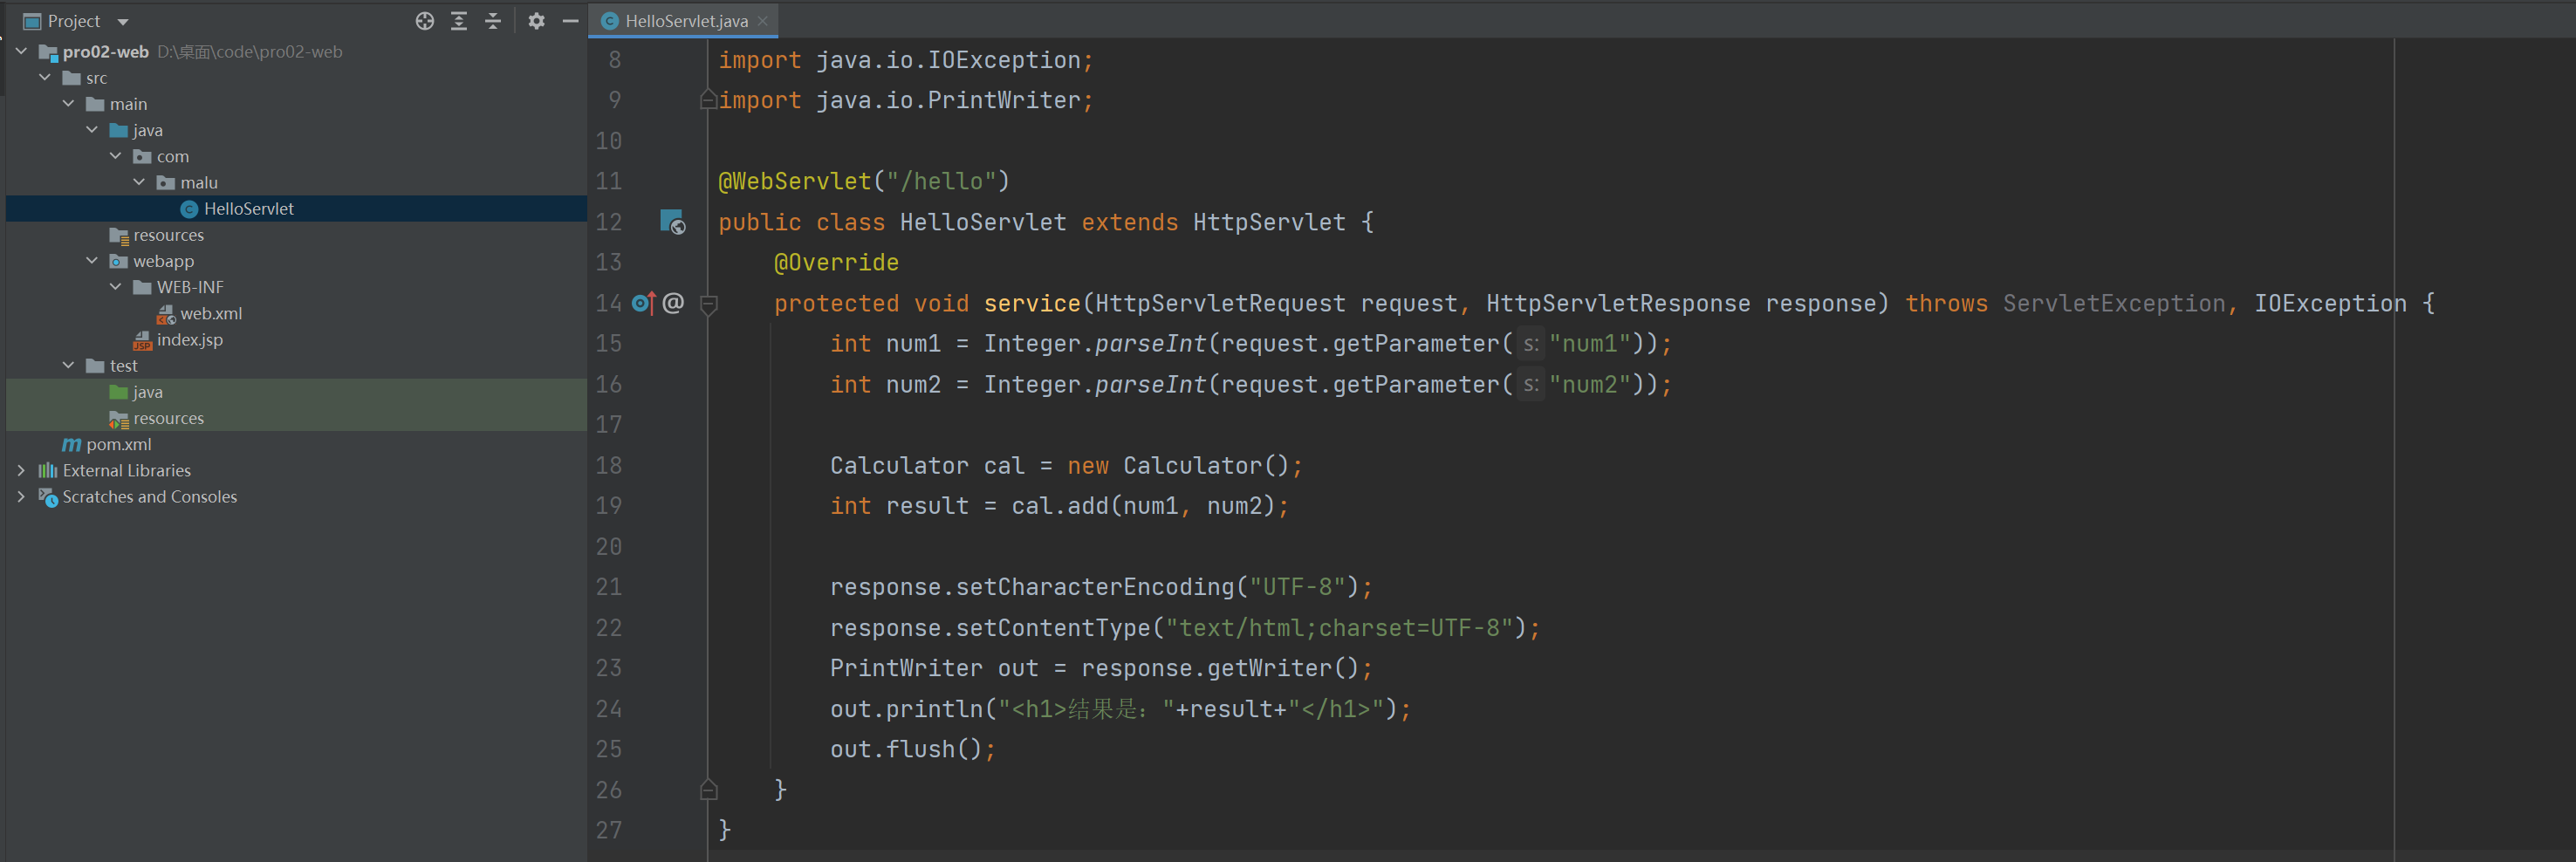 Project
pro02-web D:\桌面\code\pro02-web
src
main
java
com
malu
HelloServlet
resources
webapp
WEB-INF
web.xml
index.jsp
test
java
resources
pom.xml
External Libraries
Scratches and Consoles
HelloServlet.java
8 import java.io.IOException;
9 import java.io.PrintWriter;
10
11 @WebServlet("/hello")
12 public class HelloServlet extends HttpServlet {
13 @Override
14 @ protected void service(HttpServletRequest request, HttpServletResponse response) throws ServletException, IOException {
15 int num1 = Integer.parseInt(request.getParameter( s: "num1"));
16 int num2 = Integer.parseInt(request.getParameter( s: "num2"));
17
18 Calculator cal = new Calculator();
19 int result = cal.add(num1, num2);
20
21 response.setCharacterEncoding("UTF-8");
22 response.setContentType("text/html;charset=UTF-8");
23 PrintWriter out = response.getWriter();
24 out.println("<h1>结果是："+result+"</h1>");
25 out.flush();
26 }
27 }